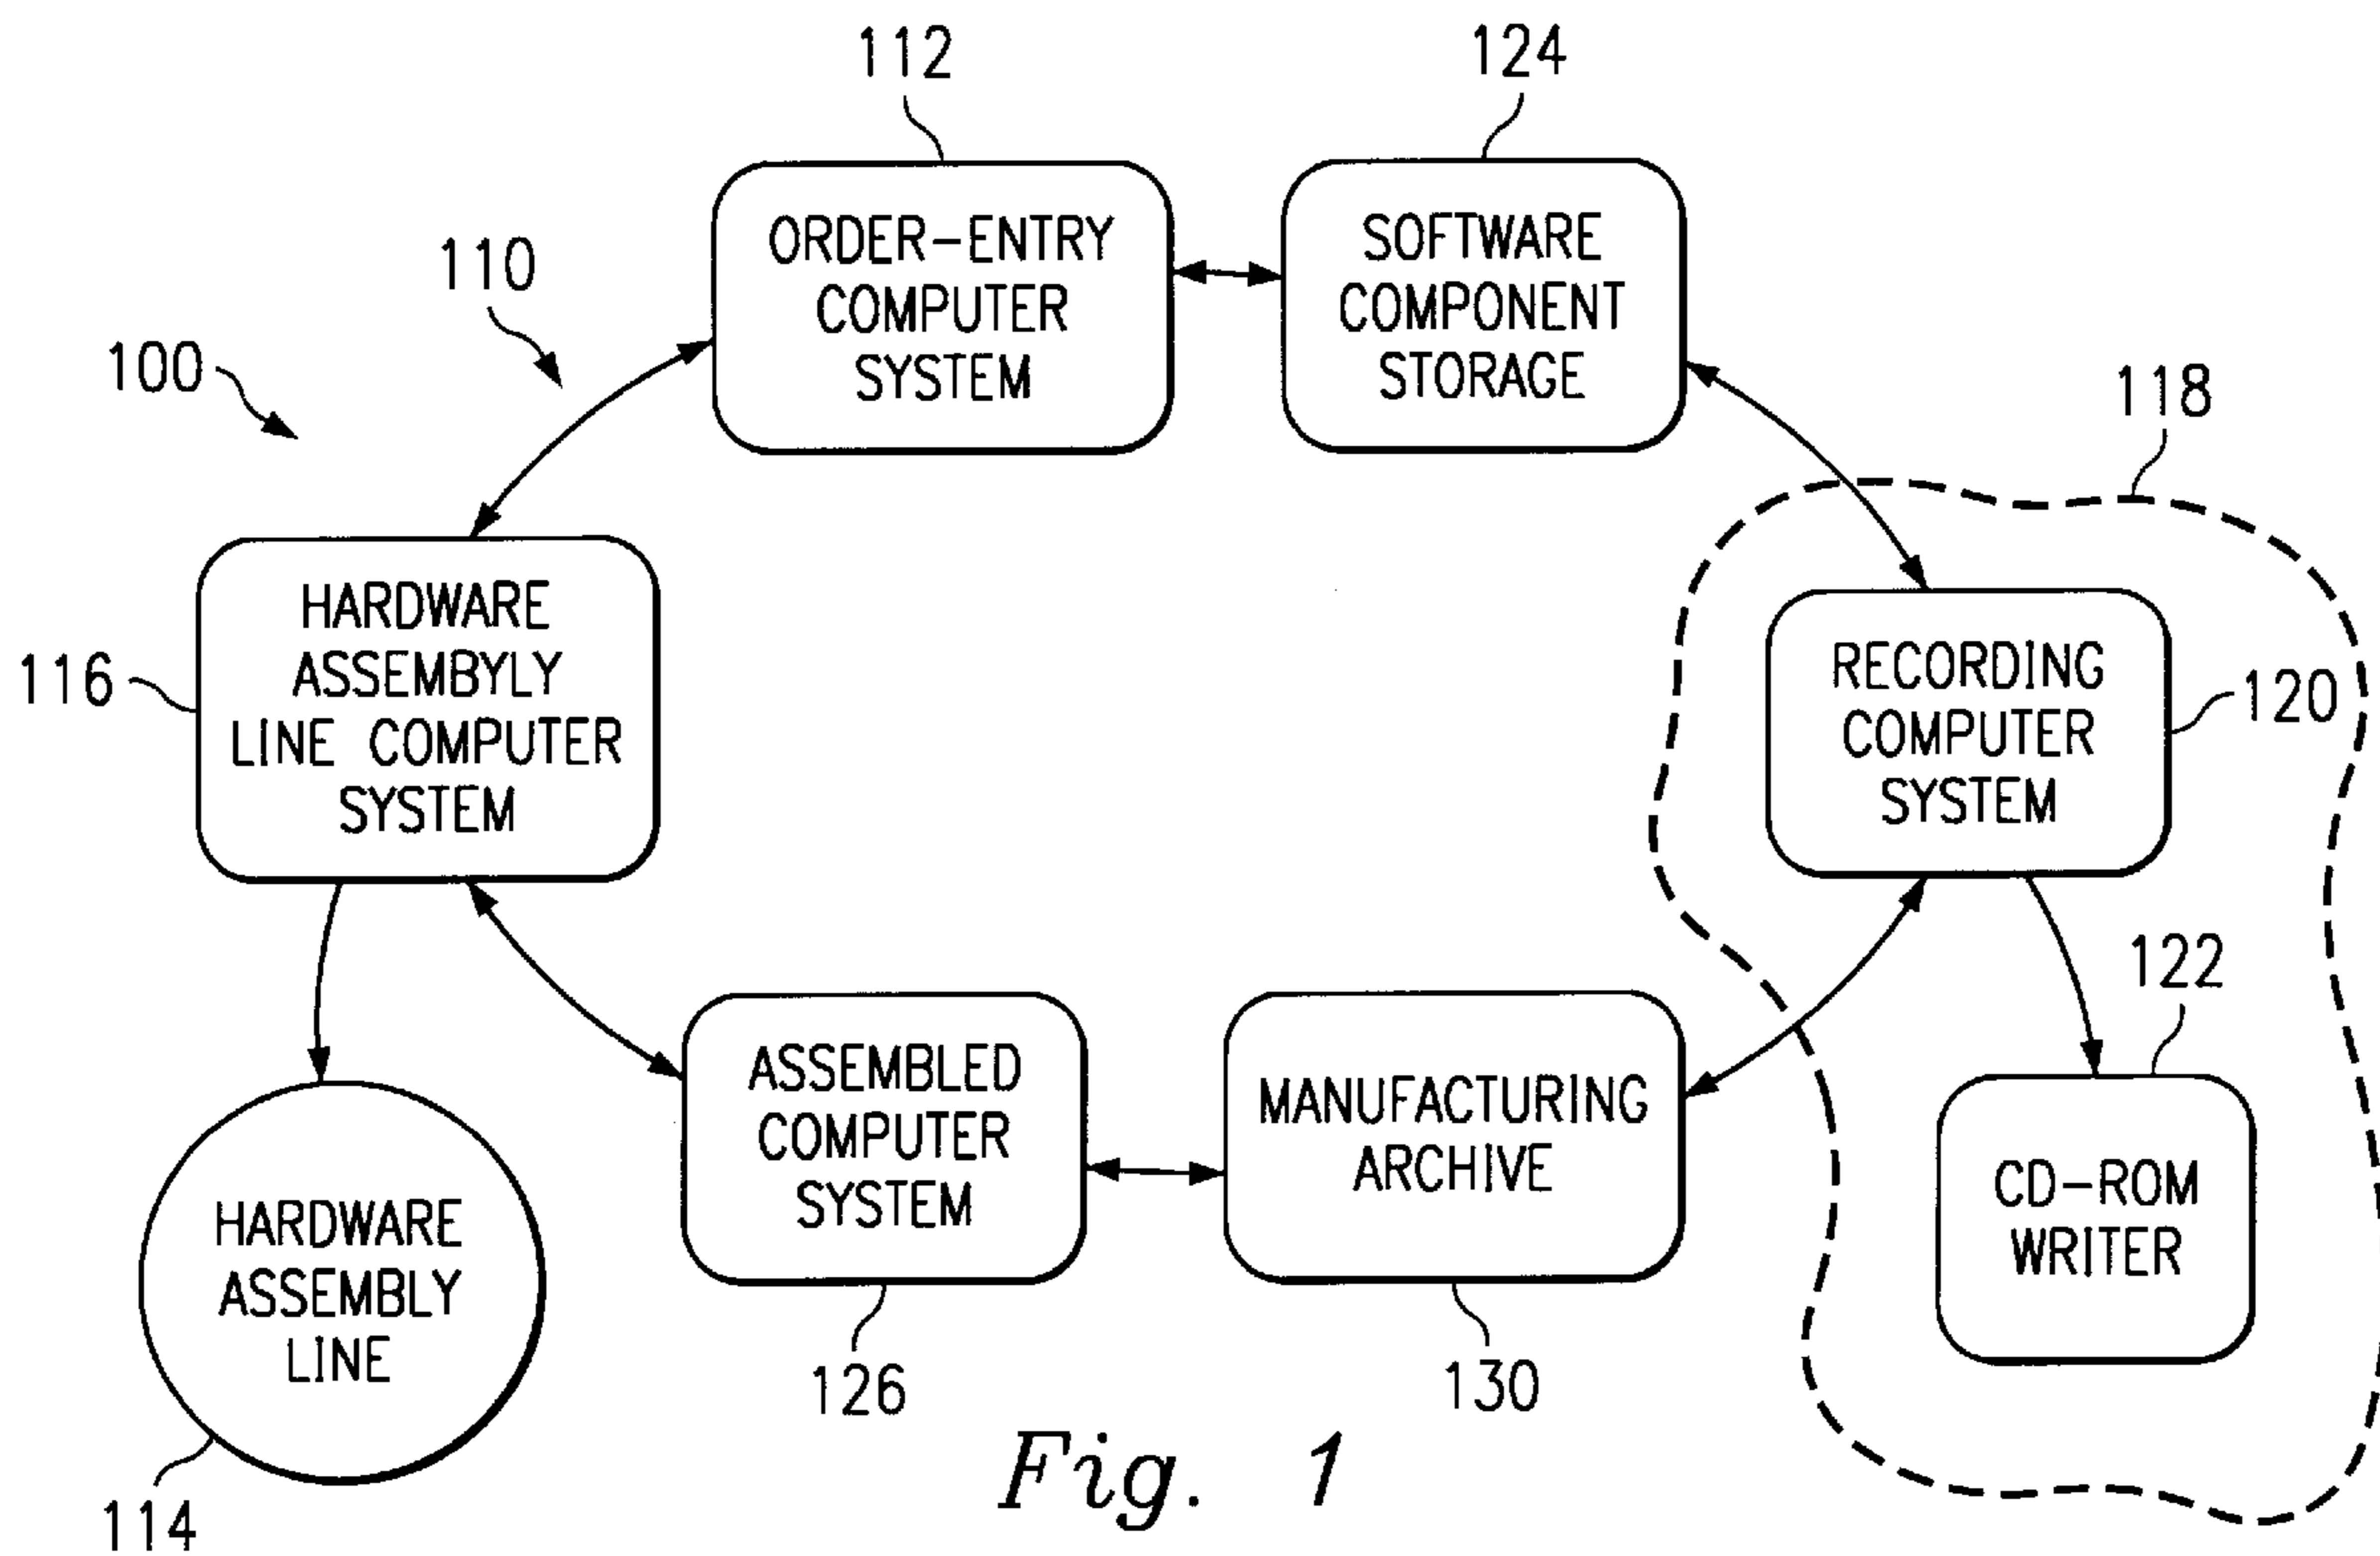 112
124
ORDER-ENTRY
COMPUTER
SYSTEM
SOFTWARE
COMPONENT
STORAGE
110
100
118
HARDWARE
ASSEMBYLY
LINE COMPUTER
SYSTEM
116
RECORDING
COMPUTER
SYSTEM
120
122
ASSEMBLED
COMPUTER
SYSTEM
MANUFACTURING
ARCHIVE
CD-ROM
WRITER
HARDWARE
ASSEMBLY
LINE
126
130
114
Fig. 1